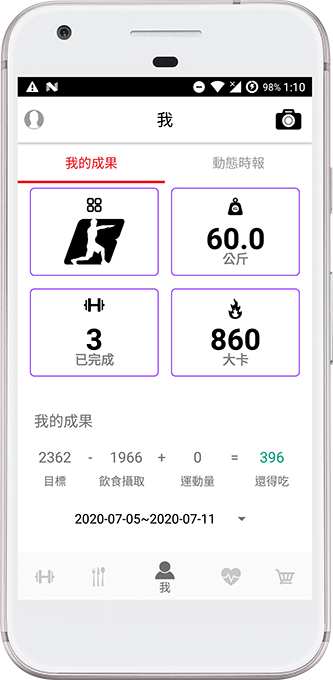 98% 1:10
我
我的成果 動態時報
60.0
公斤
3
已完成
860
大卡
我的成果
2362 - 1966 + 0 = 396
目標 飲食攝取 運動量 還得吃
2020-07-05~2020-07-11
我